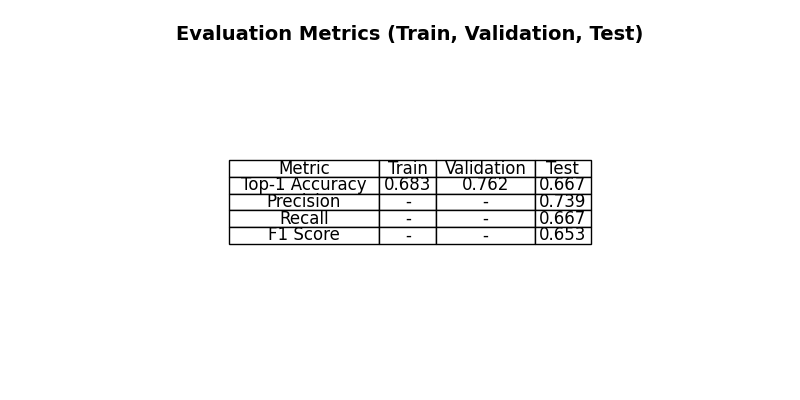 Evaluation Metrics (Train, Validation, Test)
Metric Train Validation Test
Top-1 Accuracy 0.683 0.762 0.667
Precision - - 0.739
Recall - - 0.667
F1 Score - - 0.653